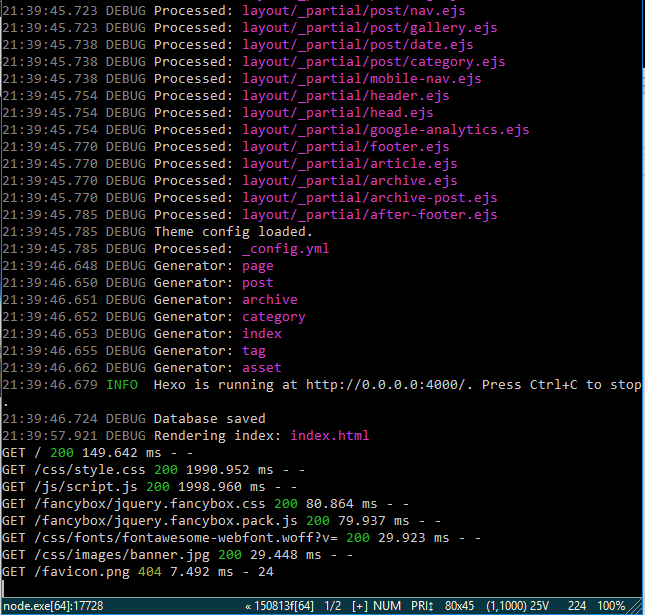 21:39:45.723 DEBUG Processed: layout/_partial/post/nav.ejs
21:39:45.723 DEBUG Processed: layout/_partial/post/gallery.ejs
21:39:45.738 DEBUG Processed: layout/_partial/post/date.ejs
21:39:45.738 DEBUG Processed: layout/_partial/post/category.ejs
21:39:45.738 DEBUG Processed: layout/_partial/mobile-nav.ejs
21:39:45.754 DEBUG Processed: layout/_partial/header.ejs
21:39:45.754 DEBUG Processed: layout/_partial/head.ejs
21:39:45.754 DEBUG Processed: layout/_partial/google-analytics.ejs
21:39:45.770 DEBUG Processed: layout/_partial/footer.ejs
21:39:45.770 DEBUG Processed: layout/_partial/article.ejs
21:39:45.770 DEBUG Processed: layout/_partial/archive.ejs
21:39:45.770 DEBUG Processed: layout/_partial/archive-post.ejs
21:39:45.785 DEBUG Processed: layout/_partial/after-footer.ejs
21:39:45.785 DEBUG Theme config loaded.
21:39:45.785 DEBUG Processed: _config.yml
21:39:46.648 DEBUG Generator: page
21:39:46.650 DEBUG Generator: post
21:39:46.651 DEBUG Generator: archive
21:39:46.652 DEBUG Generator: category
21:39:46.653 DEBUG Generator: index
21:39:46.655 DEBUG Generator: tag
21:39:46.662 DEBUG Generator: asset
21:39:46.679 INFO  Hexo is running at http://0.0.0.0:4000/. Press Ctrl+C to stop
.
21:39:46.724 DEBUG Database saved
21:39:57.921 DEBUG Rendering index: index.html
GET / 200 149.642 ms - -
GET /css/style.css 200 1990.952 ms - -
GET /js/script.js 200 1998.960 ms - -
GET /fancybox/jquery.fancybox.css 200 80.864 ms - -
GET /fancybox/jquery.fancybox.pack.js 200 79.937 ms - -
GET /css/fonts/fontawesome-webfont.woff?v= 200 29.923 ms - -
GET /css/images/banner.jpg 200 29.448 ms - -
GET /favicon.png 404 7.492 ms - 24
node.exe[64]:17728 « 150813f[64] 1/2 [+] NUM PRI↕ 80x45 (1,1000) 25V 224 100%